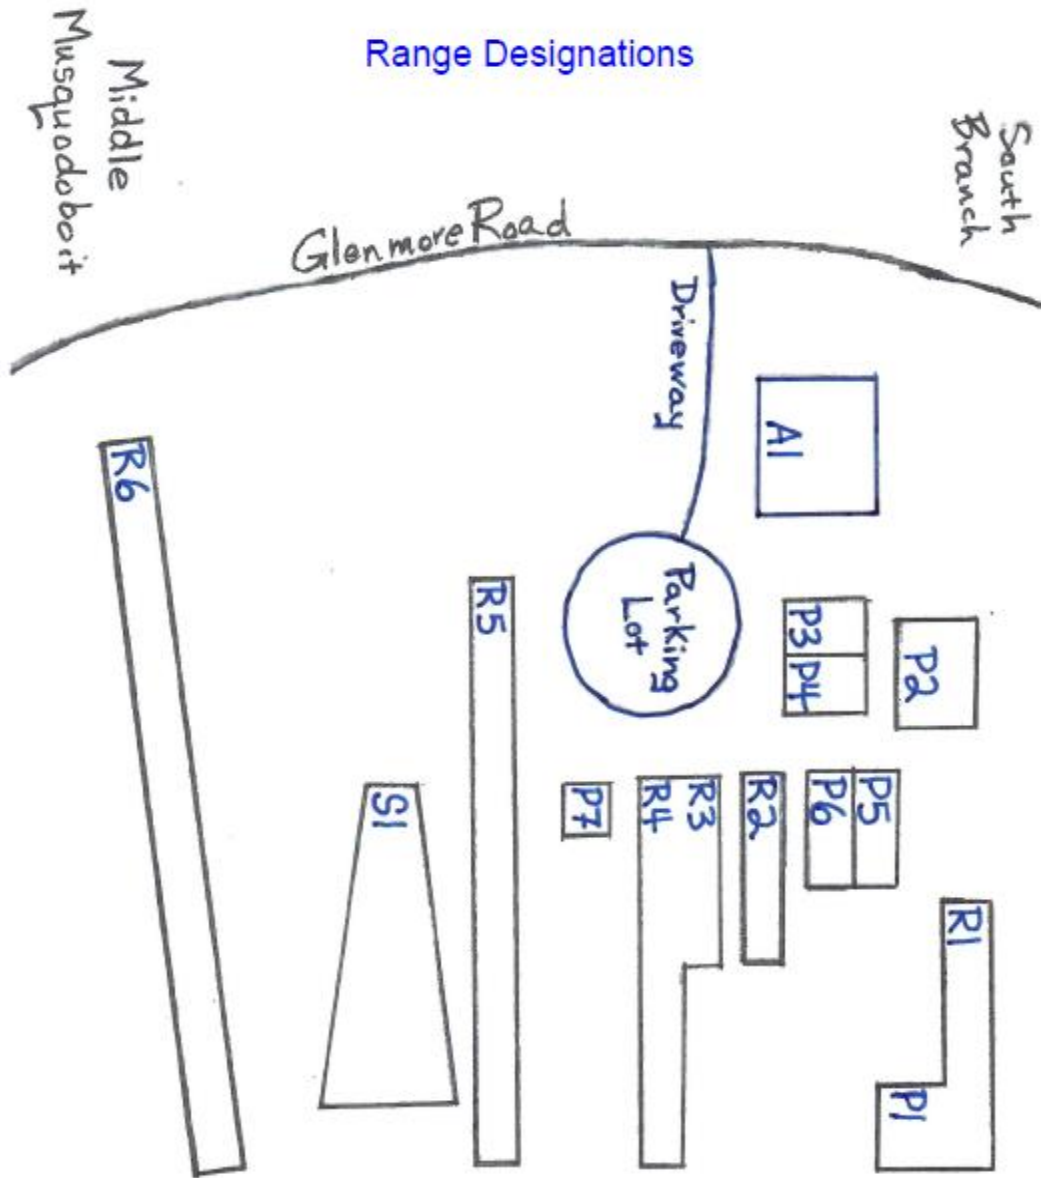 Range Designations
Middle
Musquodoboit
South
Branch
Glenmore Road
Driveway
A1
R6
R5
Parking
Lot
P3
P4
P2
S1
P7
R4
R3
R2
P6
P5
R1
P1